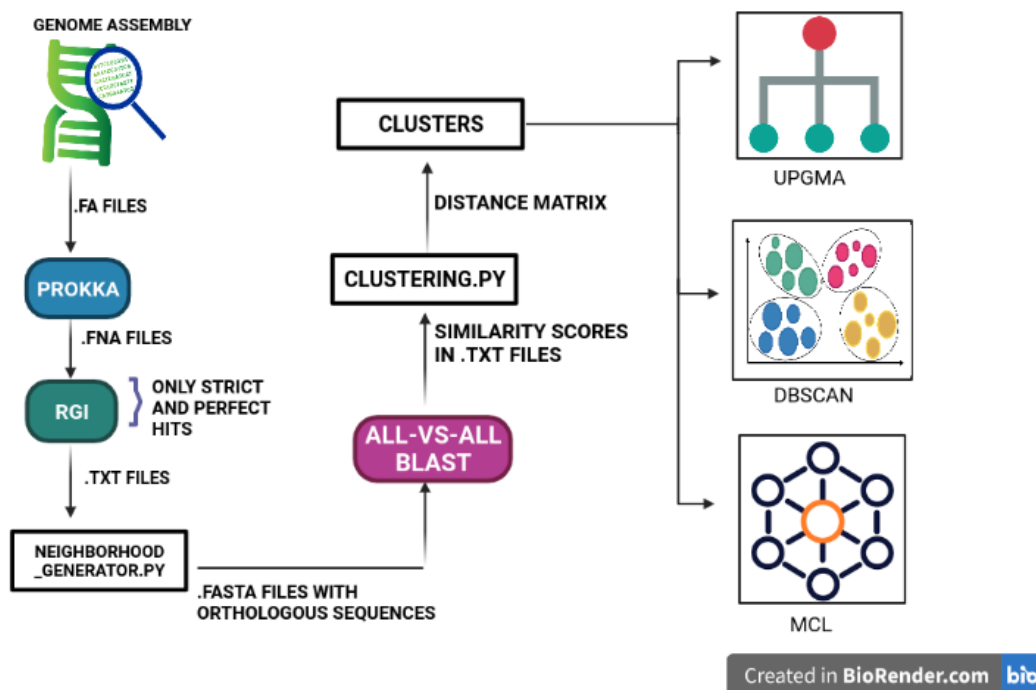 GENOME ASSEMBLY
.FA FILES
PROKKA
.FNA FILES
RGI
ONLY STRICT
AND PERFECT
HITS
.TXT FILES
NEIGHBORHOOD
_GENERATOR.PY
.FASTA FILES WITH
ORTHOLOGOUS SEQUENCES
ALL-VS-ALL
BLAST
SIMILARITY SCORES
IN .TXT FILES
CLUSTERING.PY
DISTANCE MATRIX
CLUSTERS
UPGMA
DBSCAN
MCL
Created in BioRender.com
bio